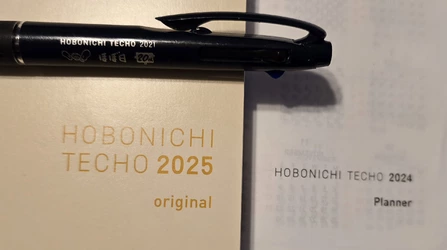 HOBONICHI TECHO 2021
HOBONICHI
TECHO 2025
original
HOBONICHI TECHO 2024
Planner